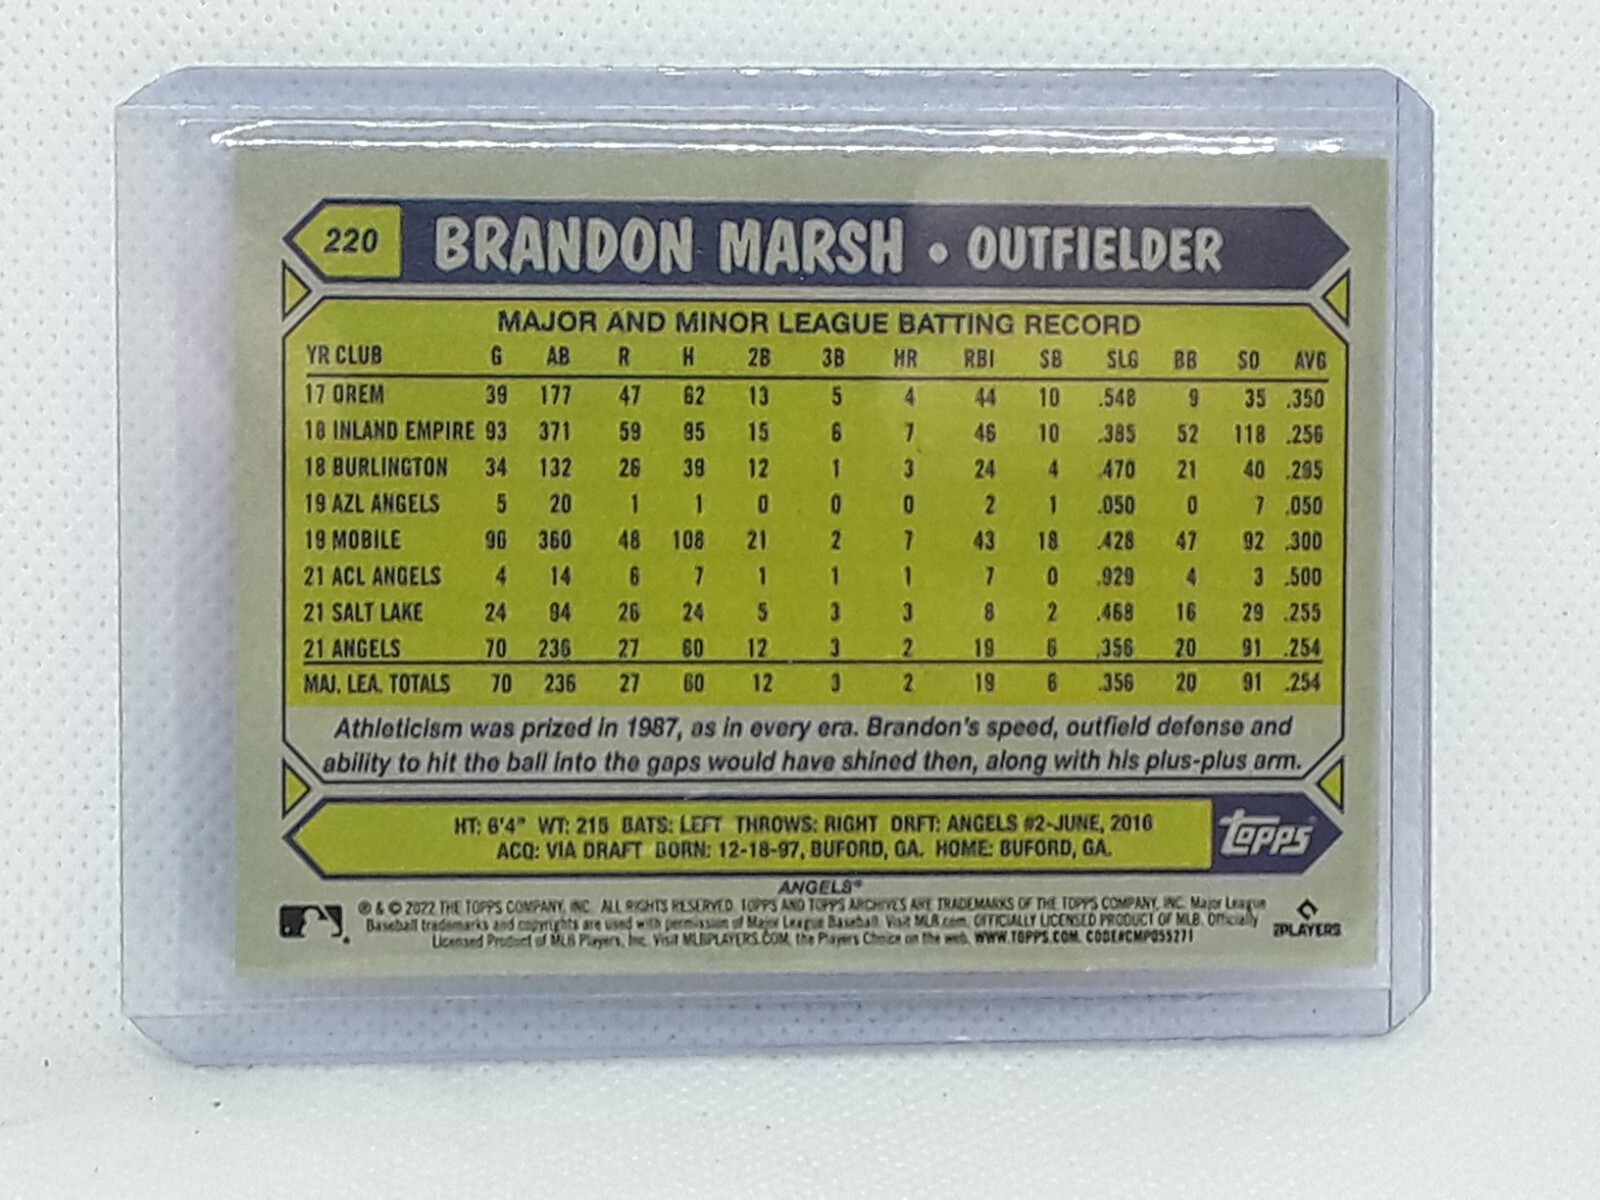 220 BRANDON MARSH • OUTFIELDER
MAJOR AND MINOR LEAGUE BATTING RECORD
YR CLUB G AB R H 2B 3B HR RBI SB SLG BB SO AVG
17 OREM 39 177 47 62 13 5 4 44 10 .548 9 35 .350
18 INLAND EMPIRE 93 371 59 95 15 6 7 46 10 .385 52 118 .256
18 BURLINGTON 34 132 26 39 12 1 3 24 4 .470 21 40 .295
19 AZL ANGELS 5 20 1 1 0 0 0 2 1 .050 0 7 .050
19 MOBILE 96 360 48 108 21 2 7 43 18 .428 47 92 .300
21 ACL ANGELS 4 14 6 7 1 1 1 7 0 .929 4 3 .500
21 SALT LAKE 24 94 26 24 5 3 3 8 2 .468 16 29 .255
21 ANGELS 70 236 27 60 12 3 2 19 6 .356 20 91 .254
MAJ. LEA. TOTALS 70 236 27 60 12 3 2 19 6 .356 20 91 .254
Athleticism was prized in 1987, as in every era. Brandon's speed, outfield defense and
ability to hit the ball into the gaps would have shined then, along with his plus-plus arm.
HT: 6'4" WT: 215 BATS: LEFT THROWS: RIGHT DRFT: ANGELS #2-JUNE, 2016
ACQ: VIA DRAFT BORN: 12-18-97, BUFORD, GA. HOME: BUFORD, GA.
topps®
ANGELS®
® & © 2022 THE TOPPS COMPANY, INC. ALL RIGHTS RESERVED. TOPPS AND TOPPS ARCHIVES ARE TRADEMARKS OF THE TOPPS COMPANY, INC. Major League
Baseball trademarks and copyrights are used with permission of Major League Baseball. Visit MLB.com. OFFICIALLY LICENSED PRODUCT OF MLB. Officially
Licensed Product of MLB Players, Inc. Visit MLBPLAYERS.COM, the Players Choice on the web. WWW.TOPPS.COM. CODE#CMP055271
PLAYERS